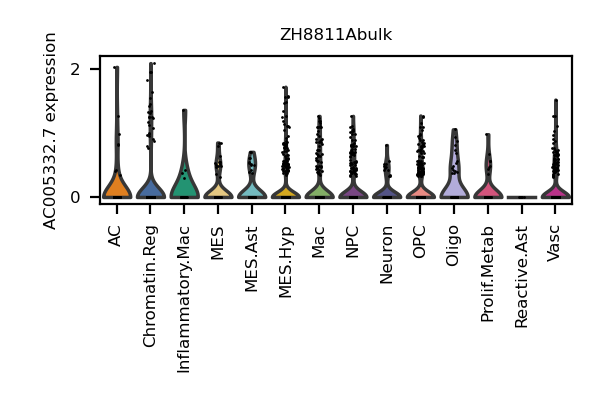 ZH8811Abulk
AC005332.7 expression
2
0
AC
Chromatin.Reg
Inflammatory.Mac
MES
MES.Ast
MES.Hyp
Mac
NPC
Neuron
OPC
Oligo
Prolif.Metab
Reactive.Ast
Vasc